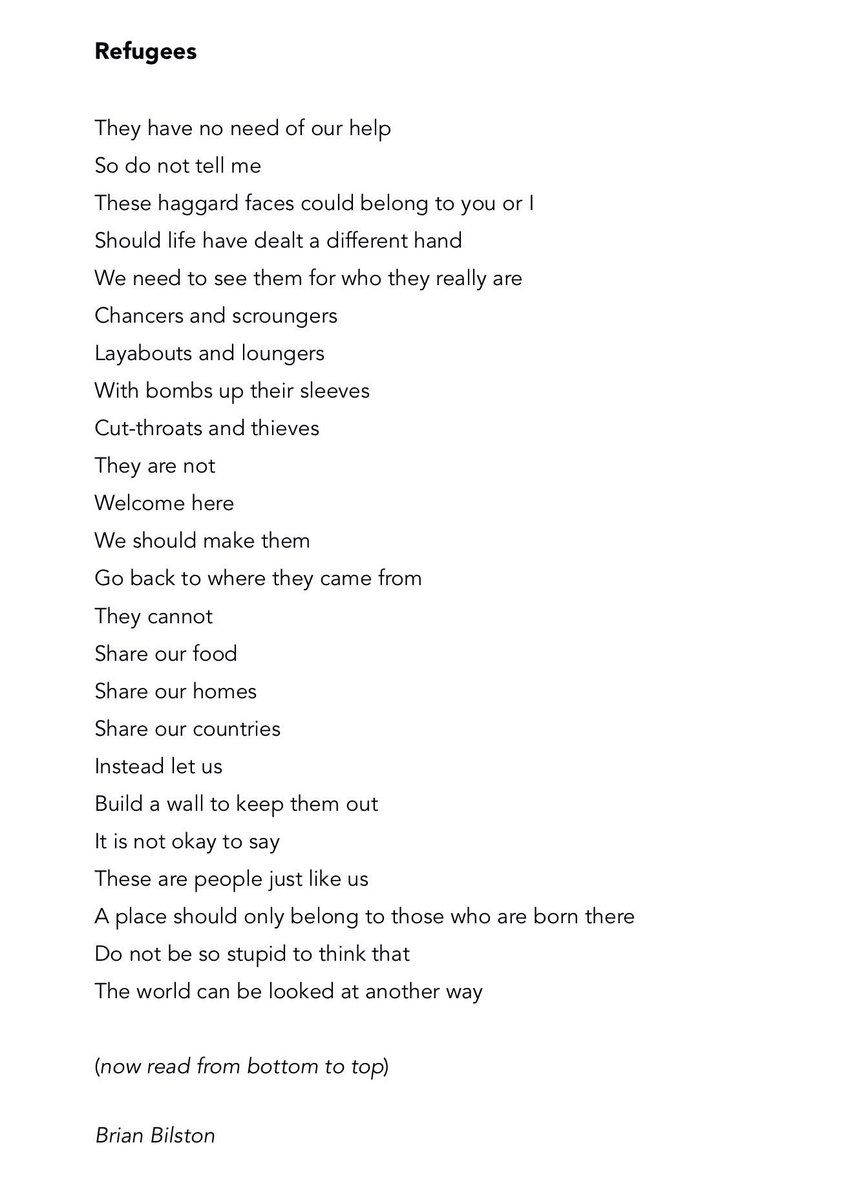 Refugees
They have no need of our help
So do not tell me
These haggard faces could belong to you or I
Should life have dealt a different hand
We need to see them for who they really are
Chancers and scroungers
Layabouts and loungers
With bombs up their sleeves
Cut-throats and thieves
They are not
Welcome here
We should make them
Go back to where they came from
They cannot
Share our food
Share our homes
Share our countries
Instead let us
Build a wall to keep them out
It is not okay to say
These are people just like us
A place should only belong to those who are born there
Do not be so stupid to think that
The world can be looked at another way
(now read from bottom to top)
Brian Bilston